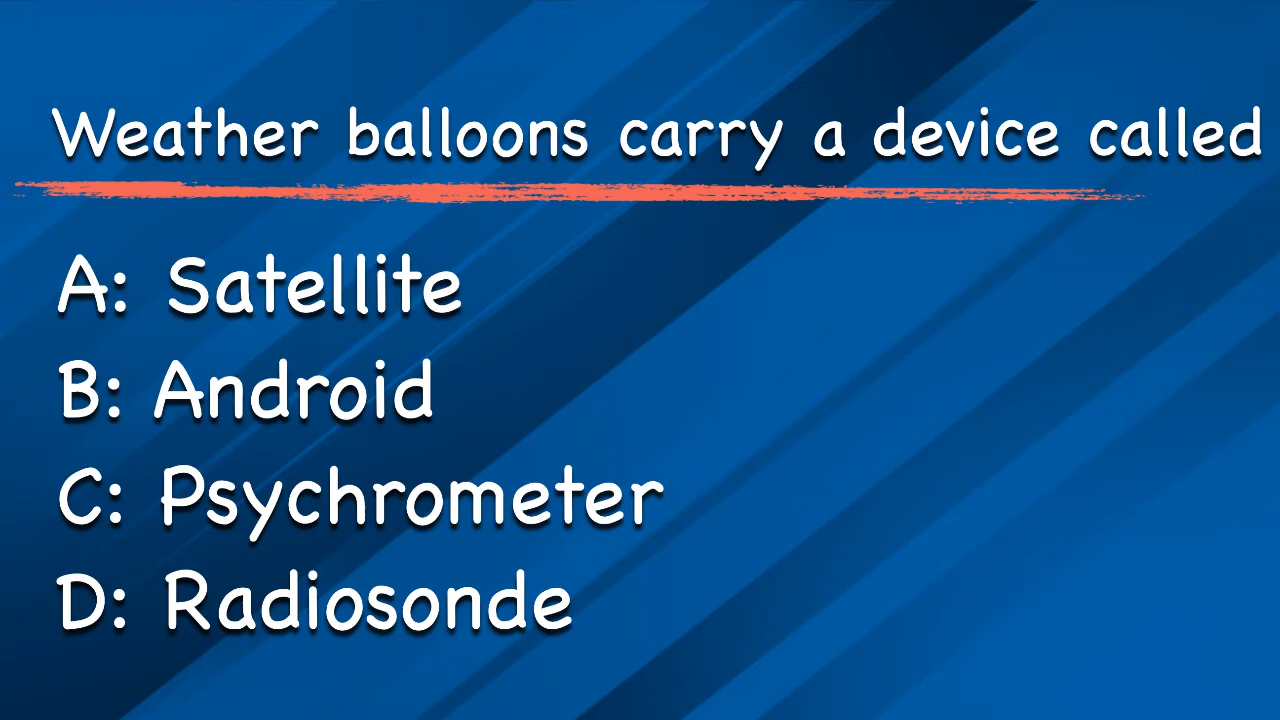 Weather balloons carry a device called
A: Satellite
B: Android
C: Psychrometer
D: Radiosonde